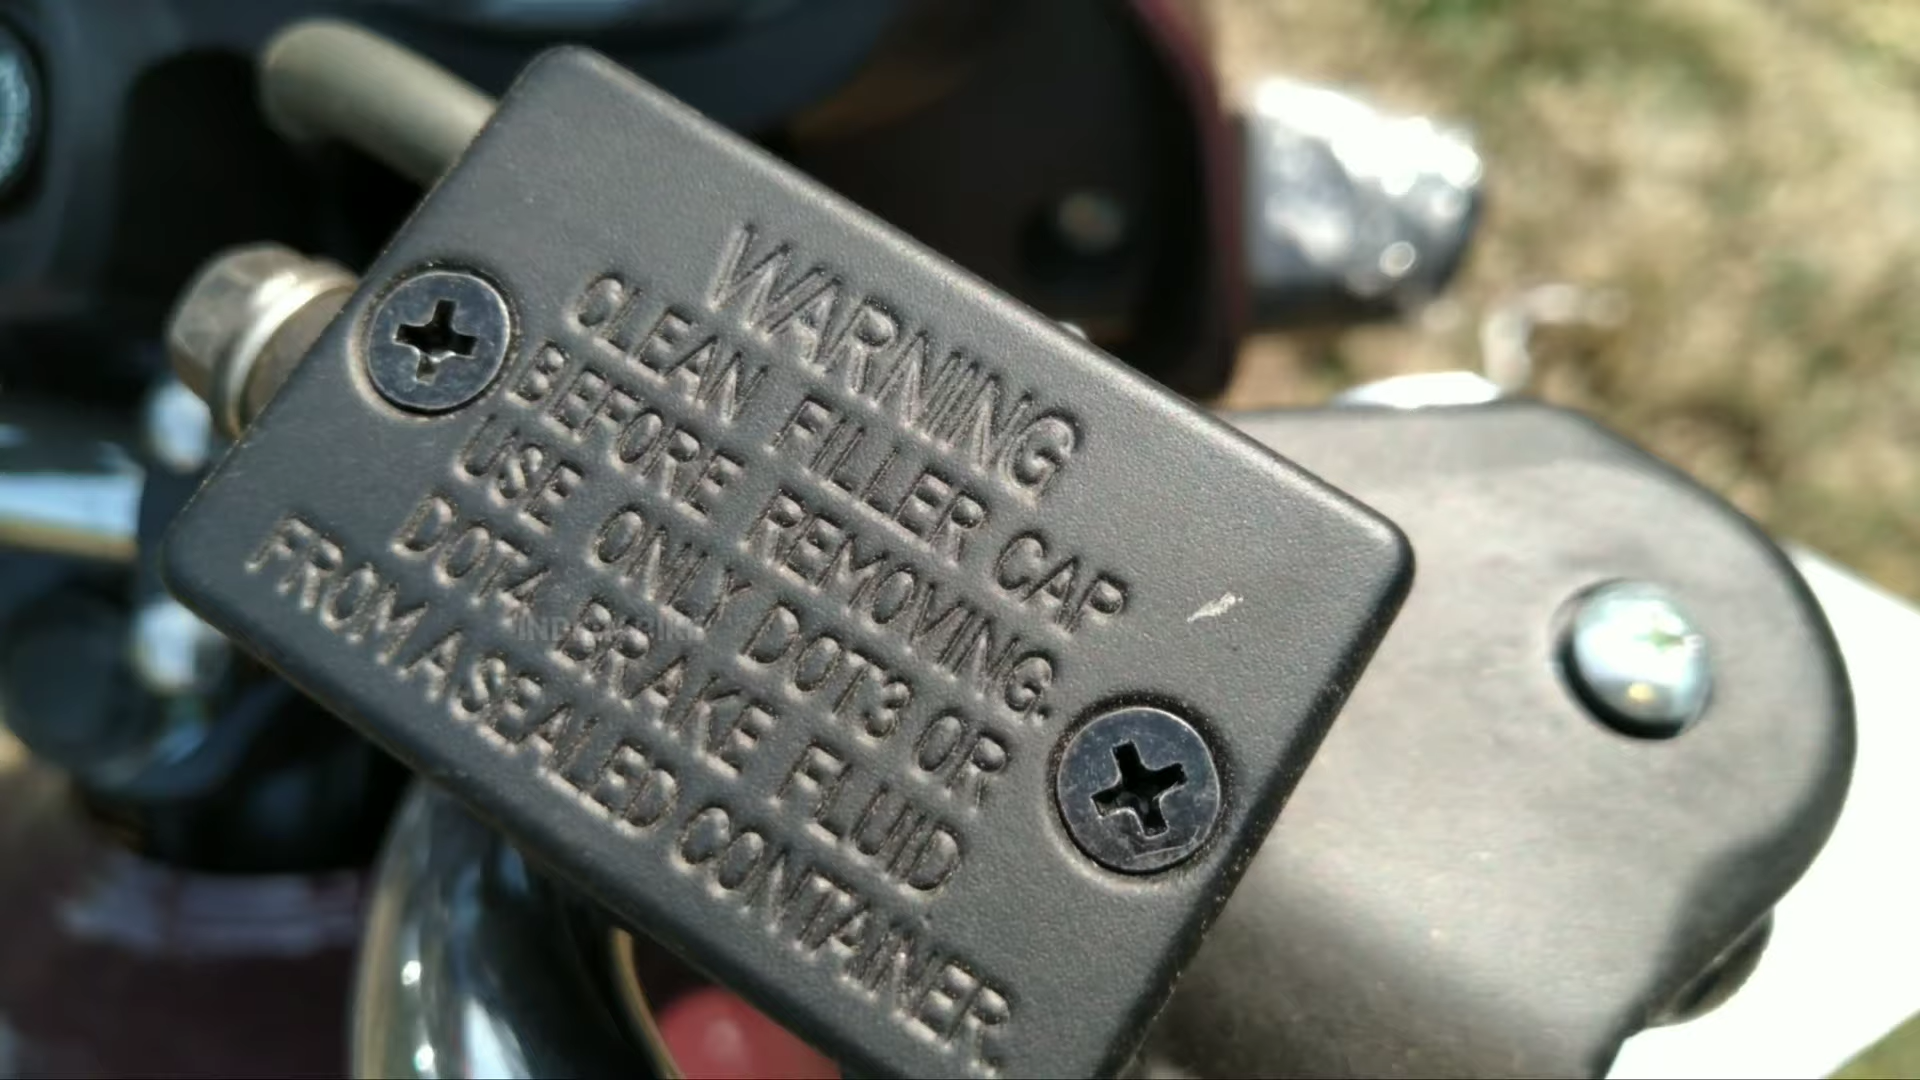 WARNING
CLEAN FILLER CAP
BEFORE REMOVING.
USE ONLY DOT3 OR
DOT4 BRAKE FLUID
FROM A SEALED CONTAINER.